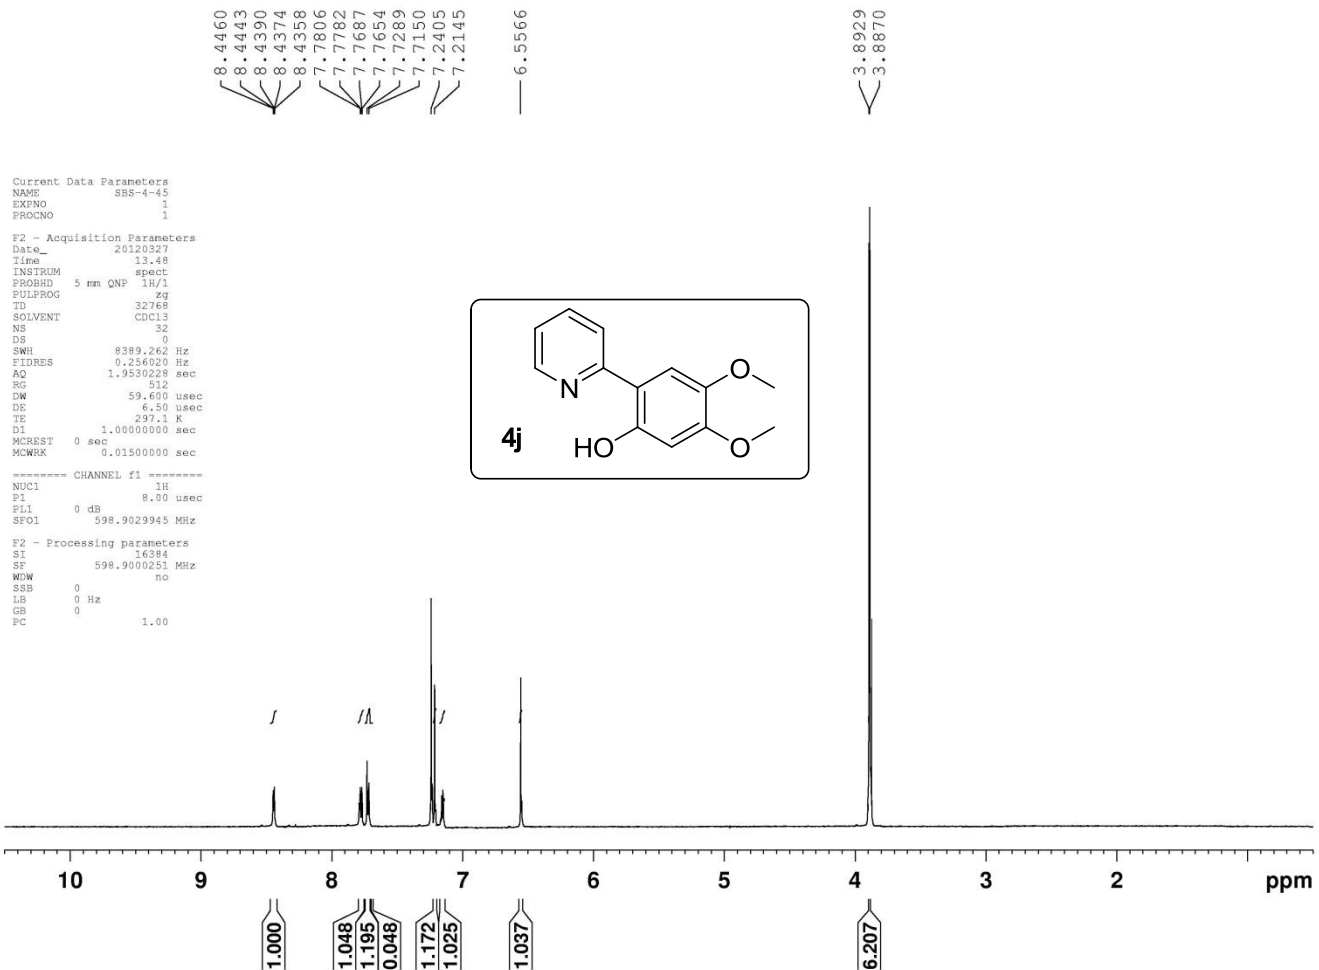 8.4460
8.4443
8.4390
8.4374
8.4358
7.7806
7.7782
7.7687
7.7654
7.7289
7.7150
7.2405
7.2145
6.5566
3.8929
3.8870
Current Data Parameters
NAME SBS-4-45
EXPNO 1
PROCNO 1
F2 - Acquisition Parameters
Date_ 20120327
Time 13.48
INSTRUM spect
PROBHD 5 mm QNP 1H/1
PULPROG zg
TD 32768
SOLVENT CDCl3
NS 32
DS 0
SWH 8389.262 Hz
FIDRES 0.256020 Hz
AQ 1.9530228 sec
RG 512
DW 59.600 usec
DE 6.50 usec
TE 297.1 K
D1 1.00000000 sec
MCREST 0 sec
MCWRK 0.01500000 sec
======== CHANNEL f1 ========
NUC1 1H
P1 8.00 usec
PL1 0 dB
SFO1 598.9029945 MHz
F2 - Processing parameters
SI 16384
SF 598.9000251 MHz
WDW no
SSB 0
LB 0 Hz
GB 0
PC 1.00
O
N
4j
HO
O
10 9 8 7 6 5 4 3 2 ppm
1.000
1.048
1.195
0.048
1.172
1.025
1.037
6.207